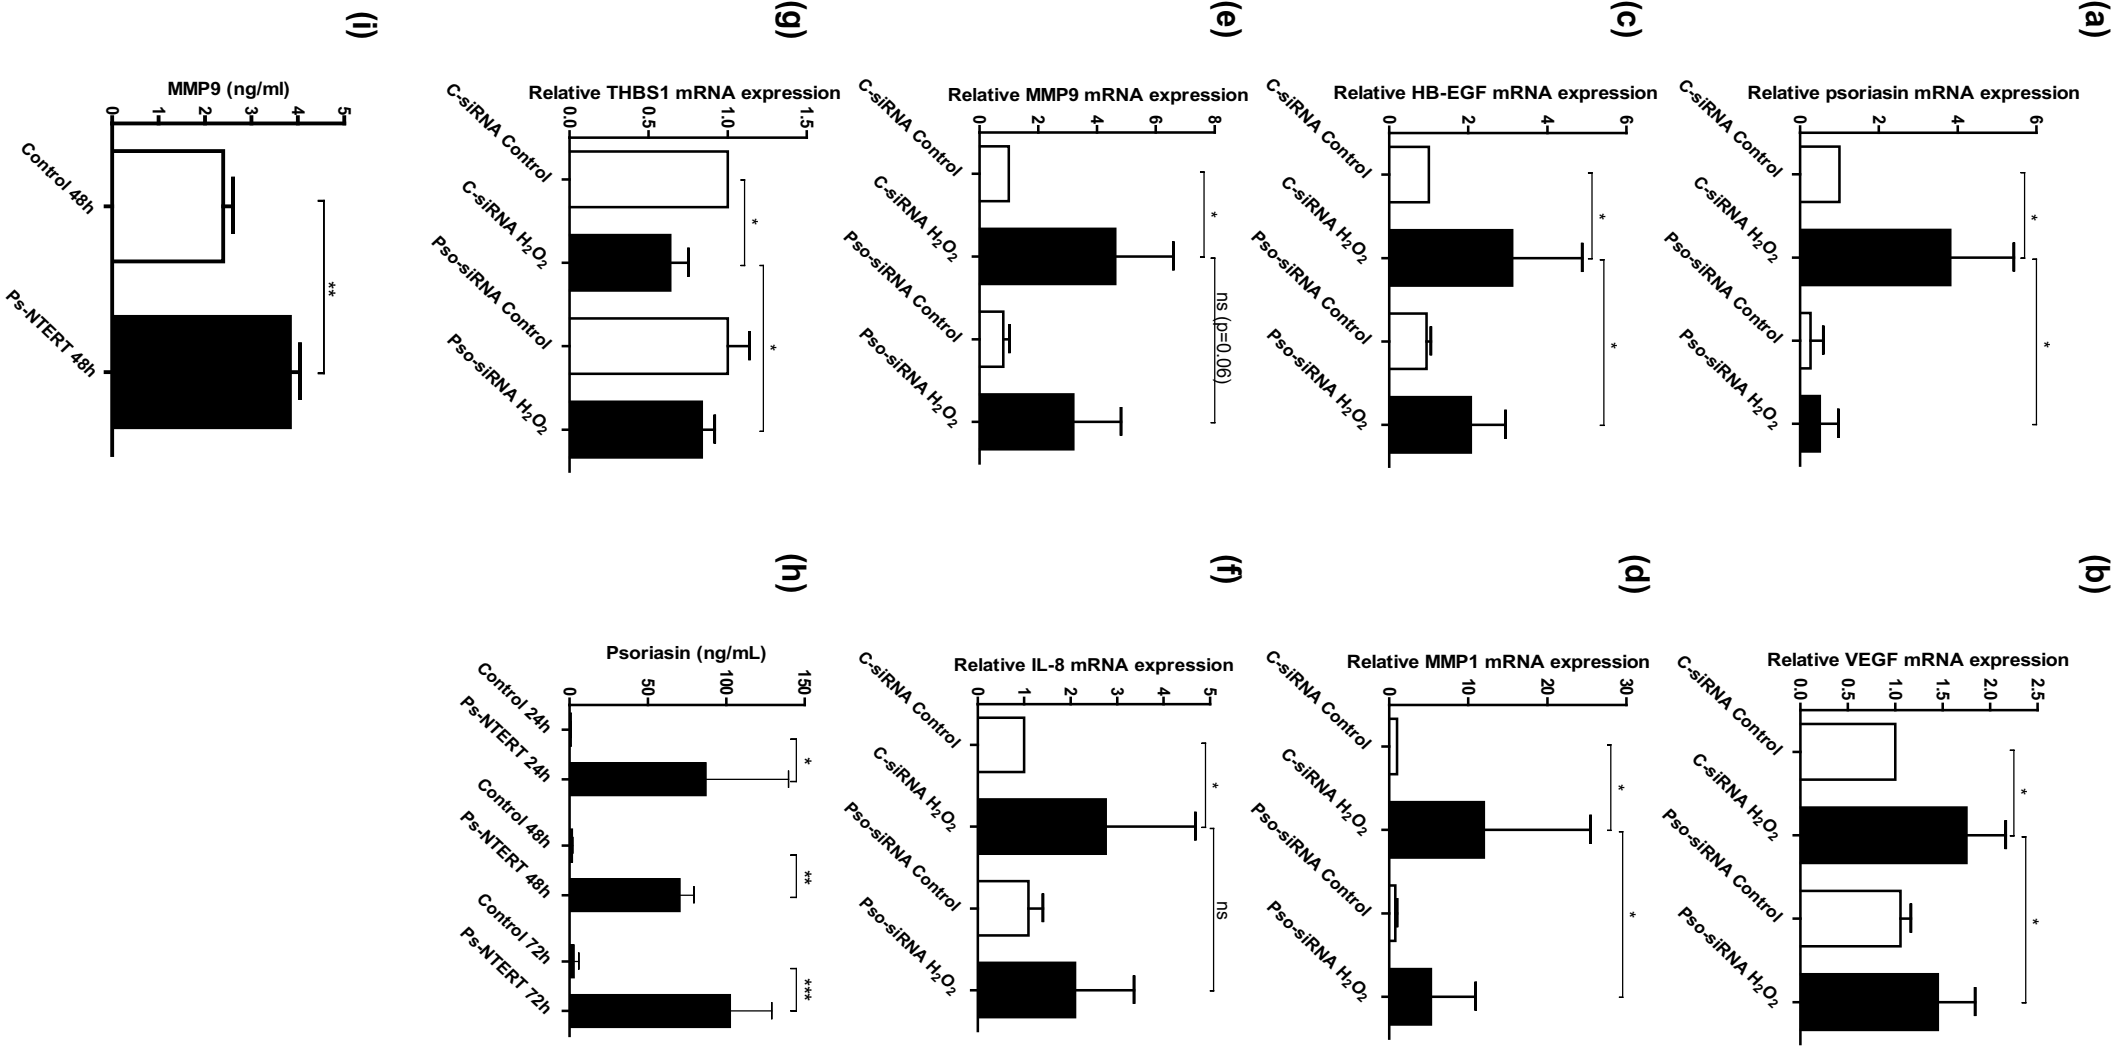 (a)
Relative psoriasin mRNA expression
6
4
2
0
*
*
C-siRNA Control
C-siRNA H₂O₂
Pso-siRNA Control
Pso-siRNA H₂O₂
(b)
Relative VEGF mRNA expression
2.5
2.0
1.5
1.0
0.5
0.0
*
*
C-siRNA Control
C-siRNA H₂O₂
Pso-siRNA Control
Pso-siRNA H₂O₂
(c)
Relative HB-EGF mRNA expression
6
4
2
0
*
*
C-siRNA Control
C-siRNA H₂O₂
Pso-siRNA Control
Pso-siRNA H₂O₂
(d)
Relative MMP1 mRNA expression
30
20
10
0
*
*
C-siRNA Control
C-siRNA H₂O₂
Pso-siRNA Control
Pso-siRNA H₂O₂
(e)
Relative MMP9 mRNA expression
8
6
4
2
0
*
ns (p=0.06)
C-siRNA Control
C-siRNA H₂O₂
Pso-siRNA Control
Pso-siRNA H₂O₂
(f)
Relative IL-8 mRNA expression
5
4
3
2
1
0
*
ns
C-siRNA Control
C-siRNA H₂O₂
Pso-siRNA Control
Pso-siRNA H₂O₂
(g)
Relative THBS1 mRNA expression
1.5
1.0
0.5
0.0
*
*
C-siRNA Control
C-siRNA H₂O₂
Pso-siRNA Control
Pso-siRNA H₂O₂
(h)
Psoriasin (ng/mL)
150
100
50
0
*
**
***
Control 24h
Ps-NTERT 24h
Control 48h
Ps-NTERT 48h
Control 72h
Ps-NTERT 72h
(i)
MMP9 (ng/ml)
5
4
3
2
1
0
**
Control 48h
Ps-NTERT 48h